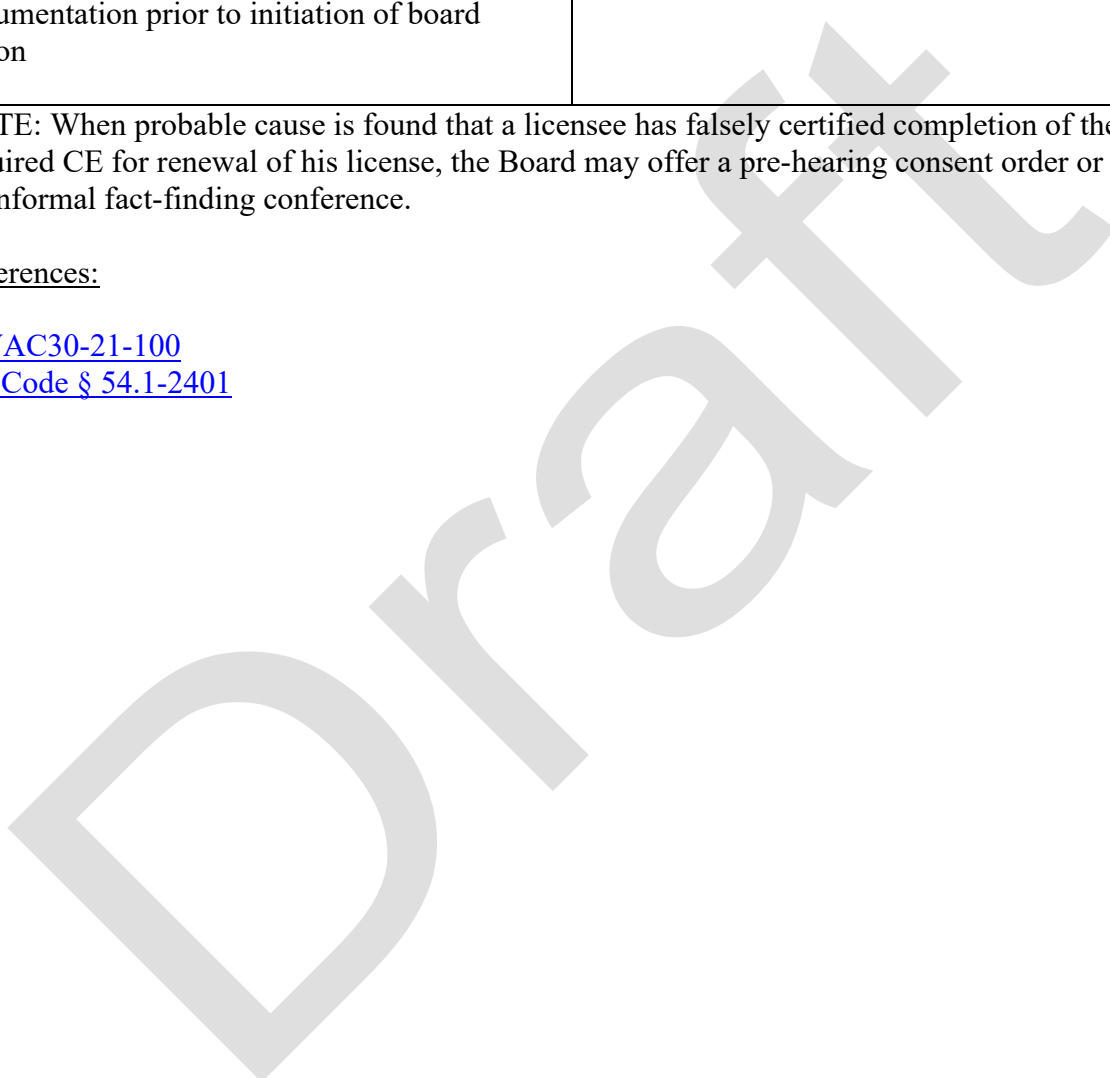 umentation prior to initiation of board
on
TE: When probable cause is found that a licensee has falsely certified completion of the
uired CE for renewal of his license, the Board may offer a pre-hearing consent order or
nformal fact-finding conference.
erences:
VAC30-21-100
Code § 54.1-2401
Draft